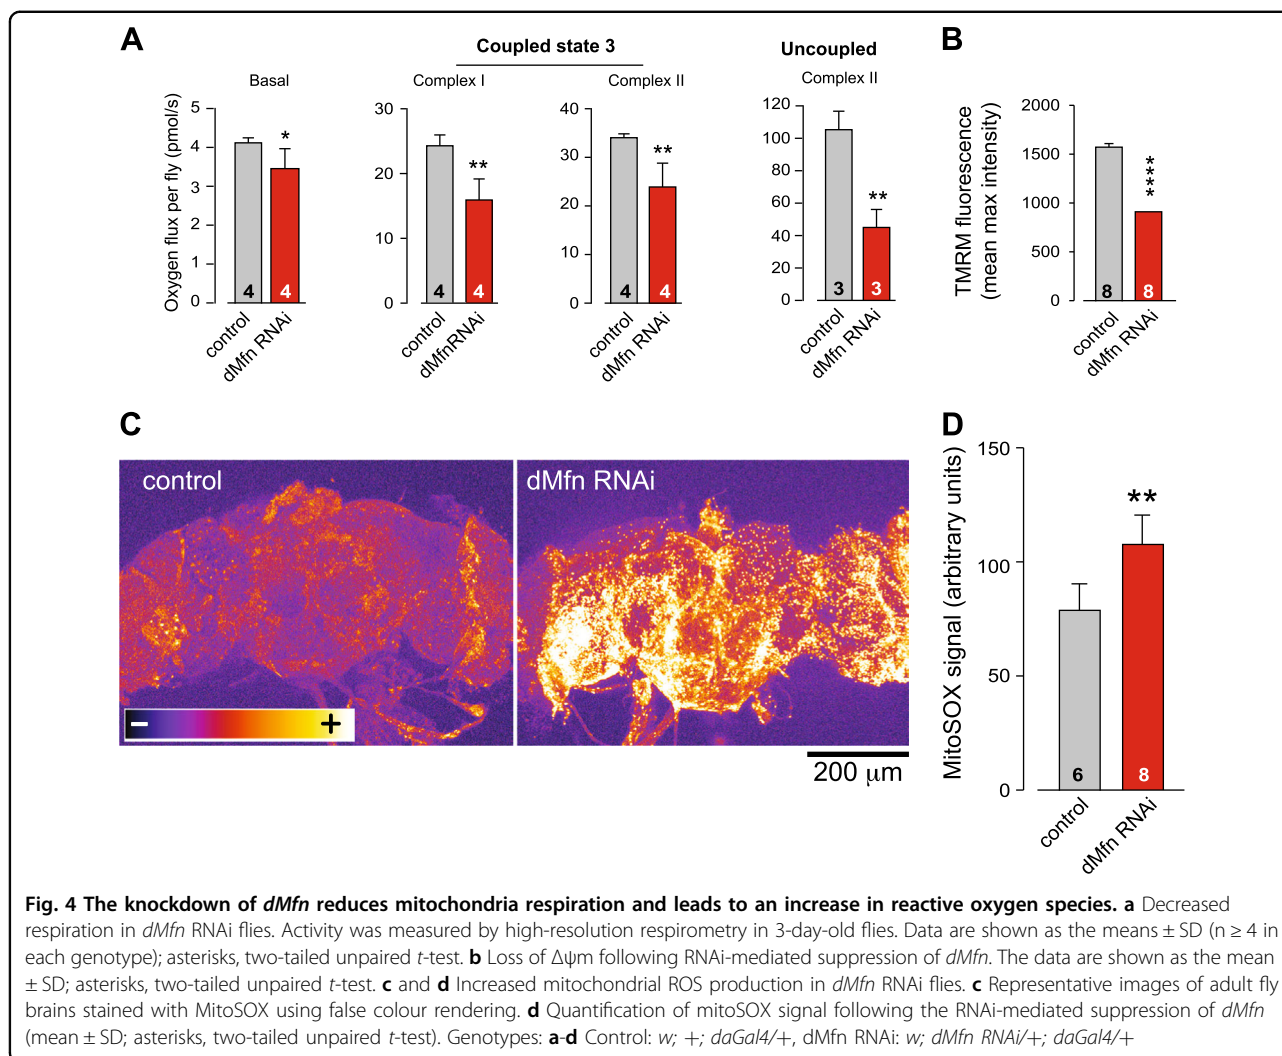 A
Coupled state 3
Uncoupled
B
Basal
Complex I
Complex II
Complex II
Oxygen flux per fly (pmol/s)
5
4
3
2
1
0
*
4
4
control
dMfn RNAi
30
20
10
0
**
4
4
control
dMfnRNAi
40
30
20
10
0
**
4
4
control
dMfn RNAi
120
100
80
60
40
20
0
**
3
3
control
dMfn RNAi
TMRM fluorescence
(mean max intensity)
2000
1500
1000
500
0
****
8
8
control
dMfn RNAi
C
control
dMfn RNAi
− +
200 μm
D
MitoSOX signal (arbitrary units)
150
100
50
0
**
6
8
control
dMfn RNAi
Fig. 4 The knockdown of dMfn reduces mitochondria respiration and leads to an increase in reactive oxygen species. a Decreased
respiration in dMfn RNAi flies. Activity was measured by high-resolution respirometry in 3-day-old flies. Data are shown as the means ± SD (n ≥ 4 in
each genotype); asterisks, two-tailed unpaired t-test. b Loss of Δψm following RNAi-mediated suppression of dMfn. The data are shown as the mean
± SD; asterisks, two-tailed unpaired t-test. c and d Increased mitochondrial ROS production in dMfn RNAi flies. c Representative images of adult fly
brains stained with MitoSOX using false colour rendering. d Quantification of mitoSOX signal following the RNAi-mediated suppression of dMfn
(mean ± SD; asterisks, two-tailed unpaired t-test). Genotypes: a-d Control: w; +; daGal4/+, dMfn RNAi: w; dMfn RNAi/+; daGal4/+